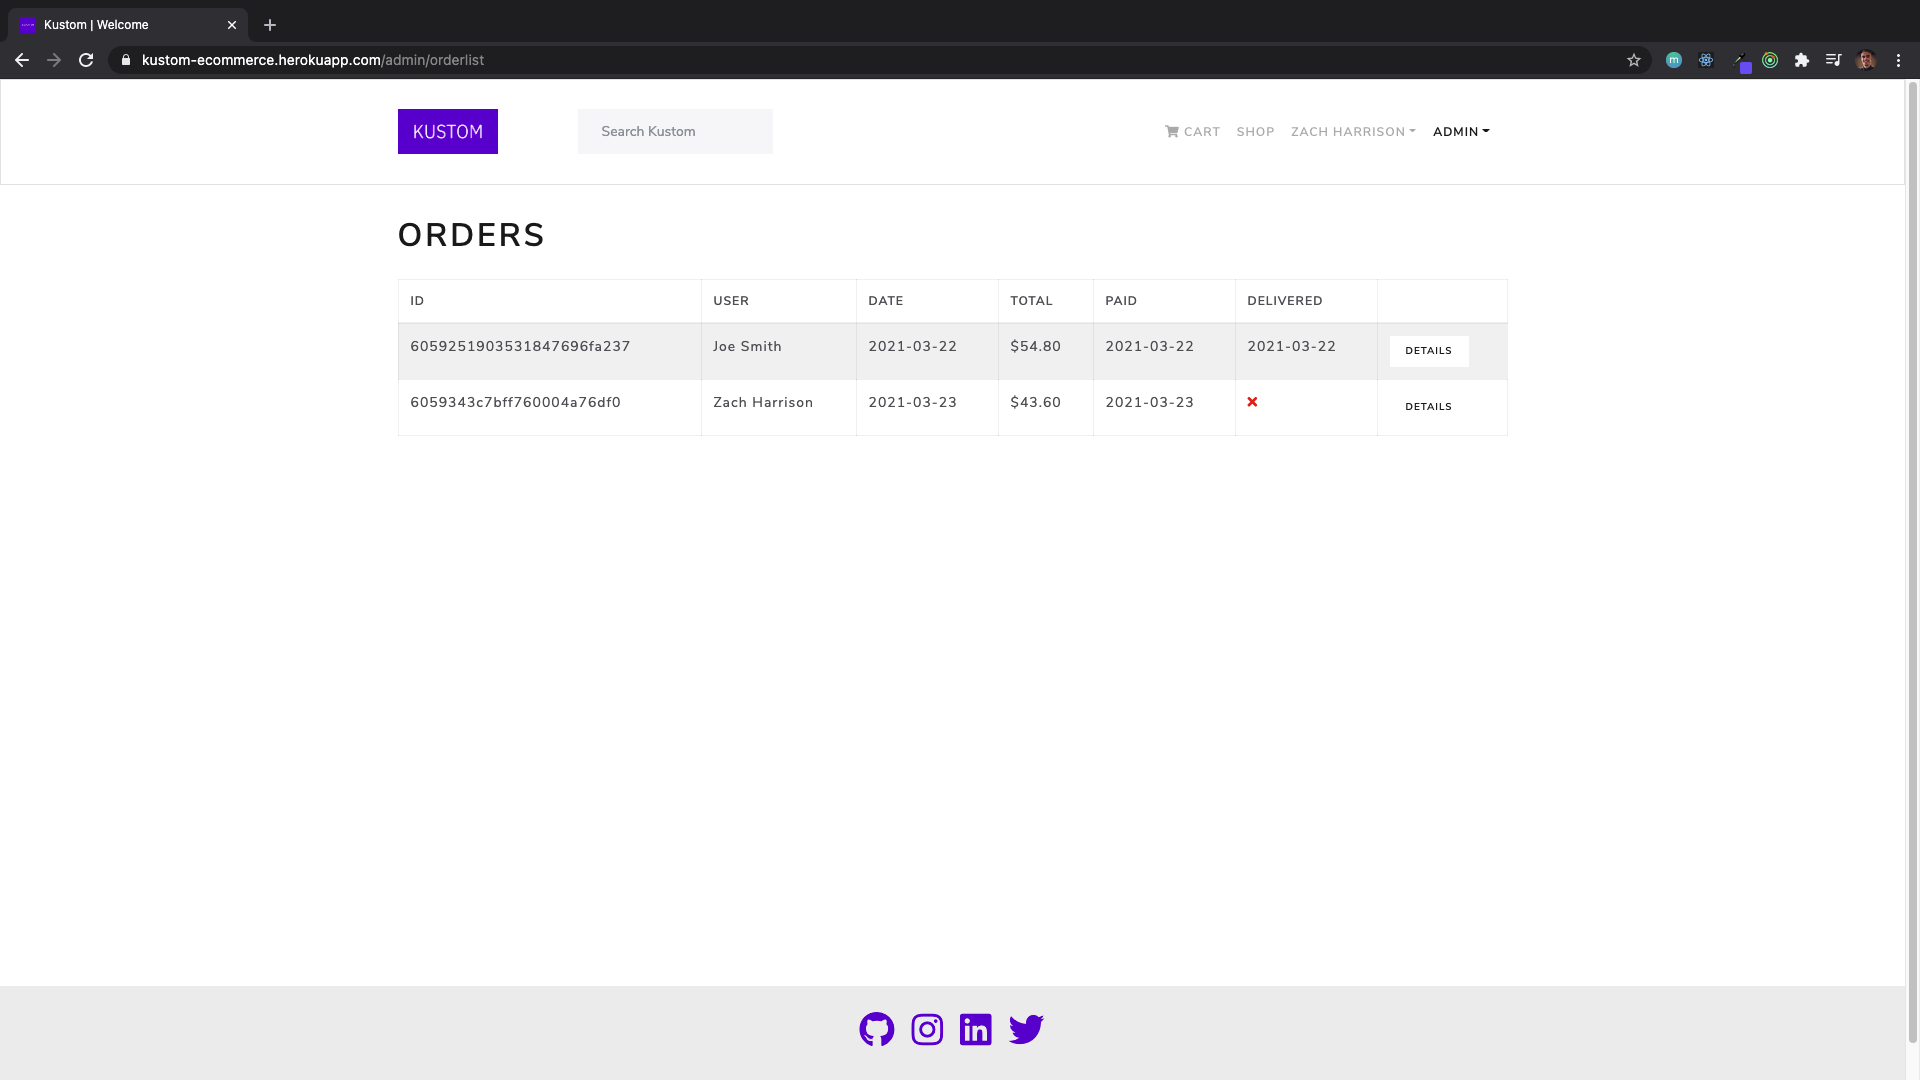 Kustom | Welcome
kustom-ecommerce.herokuapp.com/admin/orderlist
KUSTOM
Search Kustom
CART SHOP ZACH HARRISON ADMIN
ORDERS
ID USER DATE TOTAL PAID DELIVERED
6059251903531847696fa237 Joe Smith 2021-03-22 $54.80 2021-03-22 2021-03-22 DETAILS
6059343c7bff760004a76df0 Zach Harrison 2021-03-23 $43.60 2021-03-23 DETAILS